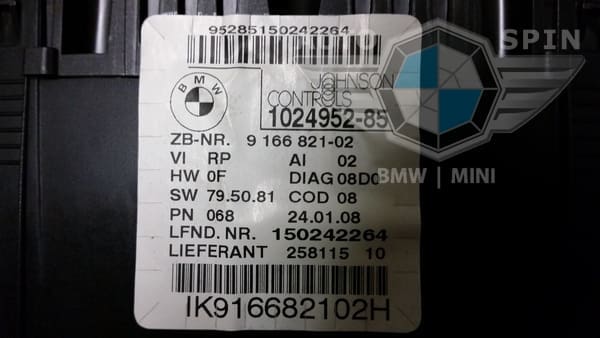 95285150242264
SPIN
BMW
JOHNSON
CONTROLS
1024952-85
ZB-NR. 9 166 821-02
VI RP AI 02
BMW | MINI
HW 0F DIAG 08D0
SW 79.50.81 COD 08
PN 068 24.01.08
LFND. NR. 150242264
LIEFERANT 258115 10
IK916682102H